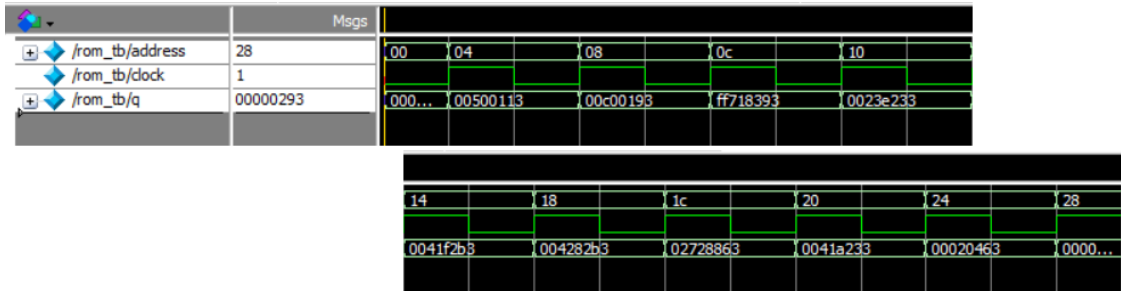 Msgs
/rom_tb/address 28 00 04 08 0c 10
/rom_tb/clock 1
/rom_tb/q 00000293 000... 00500113 00c00193 ff718393 0023e233
14 18 1c 20 24 28
0041f2b3 004282b3 02728863 0041a233 00020463 0000...